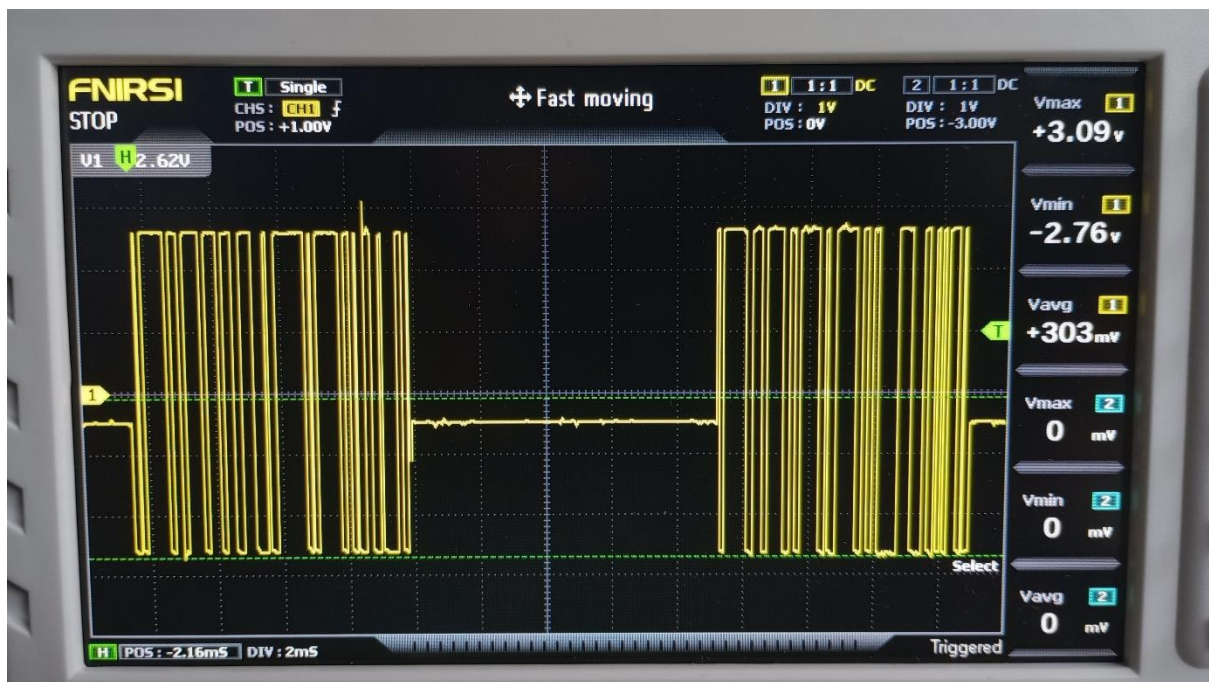 FNIRSI
STOP
T Single
CHS: CH1
POS: +1.00V
Fast moving
1 1:1 DC
DIV: 1V
POS: 0V
2 1:1 DC
DIV: 1V
POS: -3.00V
V1 H 2.62V
Vmax 1
+3.09v
Vmin 1
-2.76v
Vavg 1
+303mV
Vmax 2
0 mV
Vmin 2
0 mV
Vavg 2
0 mV
T
1
Select
H POS: -2.16mS DIV: 2mS
Triggered